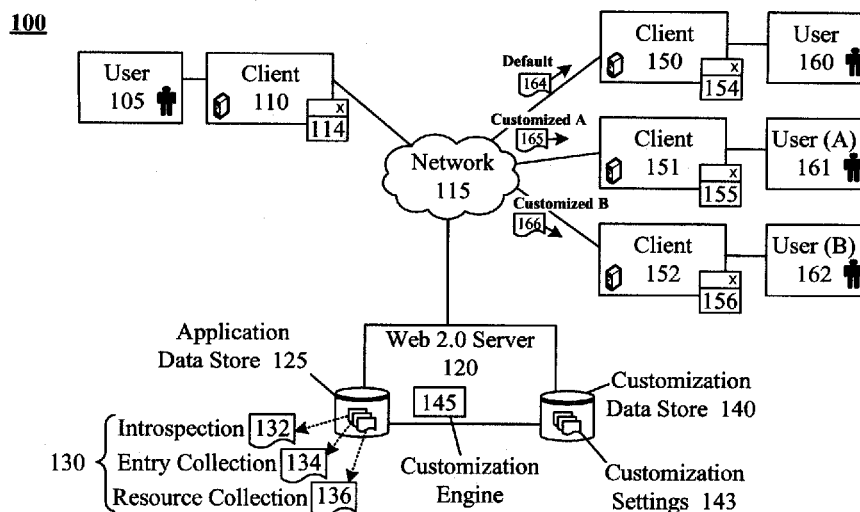 100
User
105
Client
110
x
114
Network
115
Default
164
Customized A
165
Customized B
166
Client
150
x
154
User
160
Client
151
x
155
User (A)
161
Client
152
x
156
User (B)
162
Application
Data Store 125
Web 2.0 Server
120
145
Customization
Engine
Customization
Data Store 140
Customization
Settings 143
130
Introspection 132
Entry Collection 134
Resource Collection 136